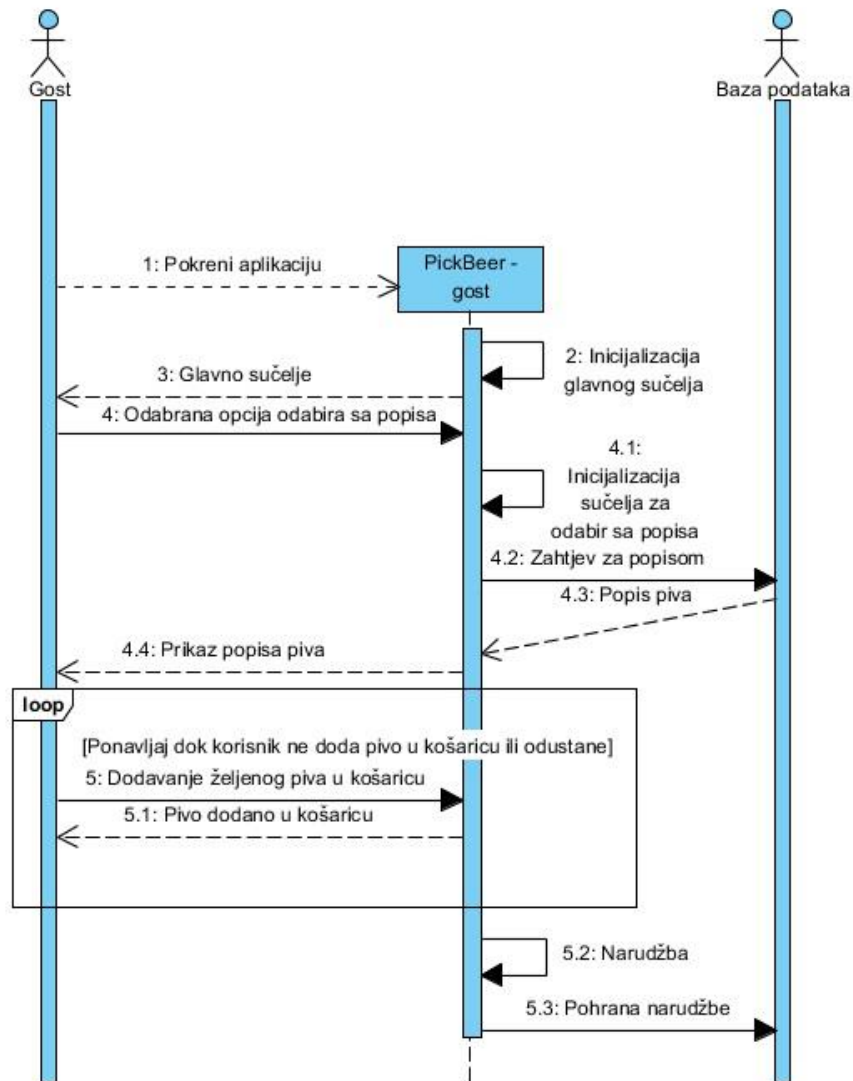 Gost
Baza podataka
1: Pokreni aplikaciju
PickBeer -
gost
2: Inicijalizacija
glavnog sučelja
3: Glavno sučelje
4: Odabrana opcija odabira sa popisa
4.1:
Inicijalizacija
sučelja za
odabir sa popisa
4.2: Zahtjev za popisom
4.3: Popis piva
4.4: Prikaz popisa piva
loop
[Ponavljaj dok korisnik ne doda pivo u košaricu ili odustane]
5: Dodavanje željenog piva u košaricu
5.1: Pivo dodano u košaricu
5.2: Narudžba
5.3: Pohrana narudžbe